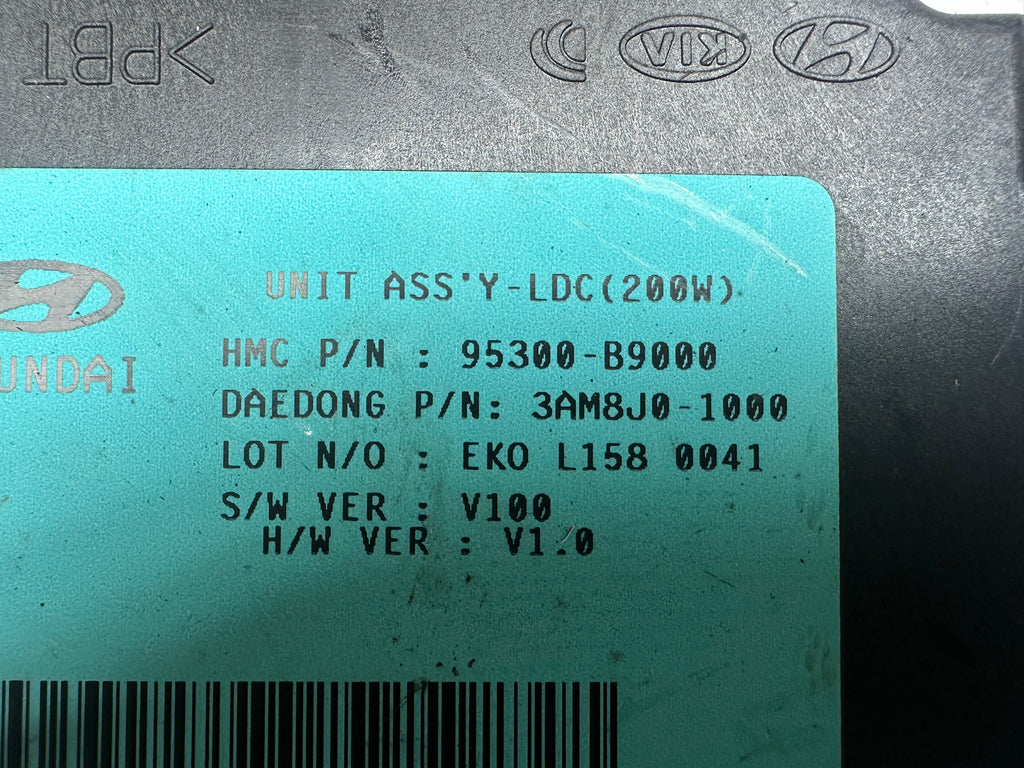 >PBT
KIA
UNIT ASS'Y-LDC(200W)
UNDAI
HMC P/N : 95300-B9000
DAEDONG P/N: 3AM8J0-1000
LOT N/O : EKO L158 0041
S/W VER : V100
H/W VER : V1.0